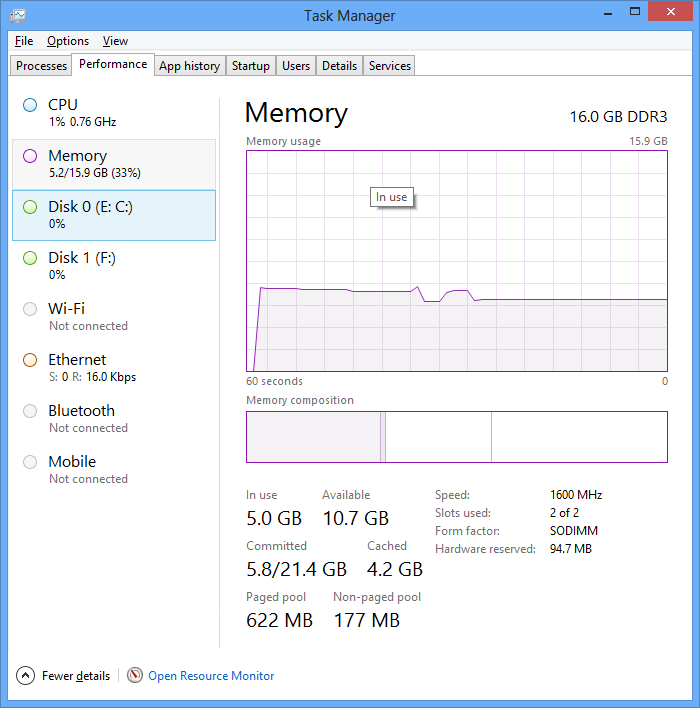 Task Manager
File Options View
Processes Performance App history Startup Users Details Services
CPU
1% 0.76 GHz
Memory
5.2/15.9 GB (33%)
Disk 0 (E: C:)
0%
Disk 1 (F:)
0%
Wi-Fi
Not connected
Ethernet
S: 0 R: 16.0 Kbps
Bluetooth
Not connected
Mobile
Not connected
Memory 16.0 GB DDR3
Memory usage 15.9 GB
In use
60 seconds 0
Memory composition
In use Available
5.0 GB 10.7 GB
Committed Cached
5.8/21.4 GB 4.2 GB
Paged pool Non-paged pool
622 MB 177 MB
Speed: 1600 MHz
Slots used: 2 of 2
Form factor: SODIMM
Hardware reserved: 94.7 MB
Fewer details Open Resource Monitor